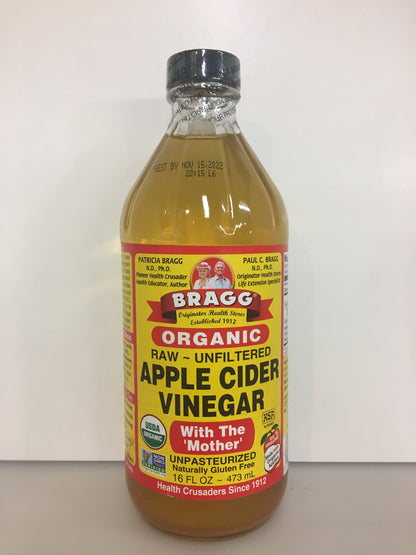 BEST BY NOV 15,2022
22:15 L6
PATRICIA BRAGG
N.D., Ph.D.
Pioneer Health Crusader
Health Educator, Author
PAUL C. BRAGG
N.D., Ph.D.
Originator Health Stores
Life Extension Specialist
BRAGG
Originator Health Stores
Established 1912
ORGANIC
RAW ~ UNFILTERED
APPLE CIDER
VINEGAR
USDA
ORGANIC
With The
'Mother'
NON
GMO
UNPASTEURIZED
Naturally Gluten Free
16 FL OZ ~ 473 mL
Health Crusaders Since 1912